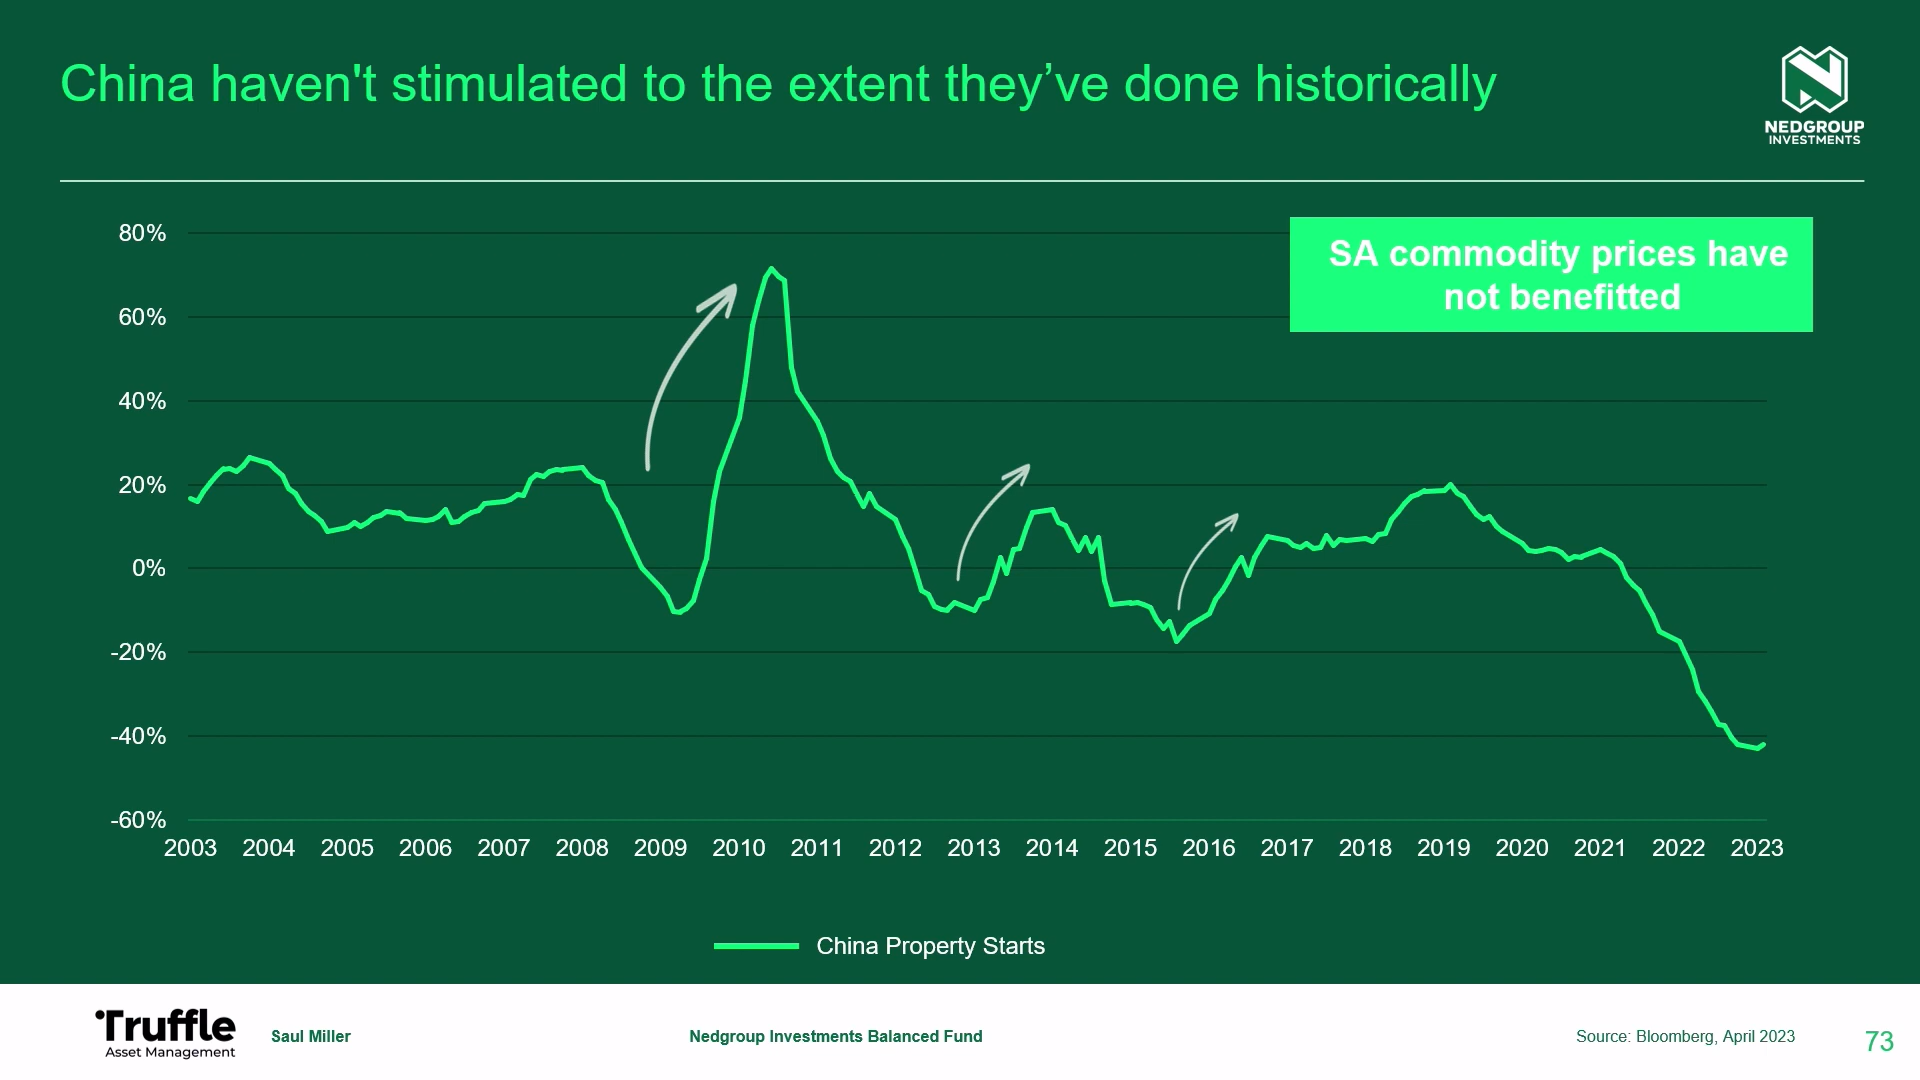 China haven't stimulated to the extent they’ve done historically
NEDGROUP
INVESTMENTS
SA commodity prices have
not benefitted
80%
60%
40%
20%
0%
-20%
-40%
-60%
2003 2004 2005 2006 2007 2008 2009 2010 2011 2012 2013 2014 2015 2016 2017 2018 2019 2020 2021 2022 2023
China Property Starts
Truffle
Asset Management
Saul Miller
Nedgroup Investments Balanced Fund
Source: Bloomberg, April 2023
73